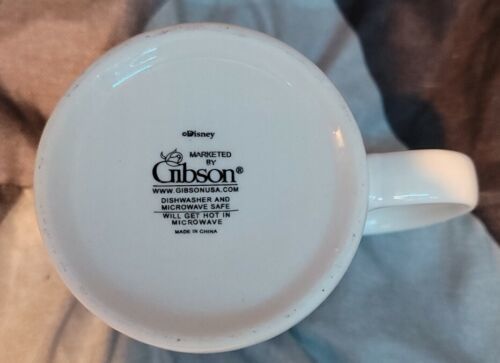 ©Disney
MARKETED
BY
Gibson®
WWW.GIBSONUSA.COM
DISHWASHER AND
MICROWAVE SAFE
WILL GET HOT IN
MICROWAVE
MADE IN CHINA